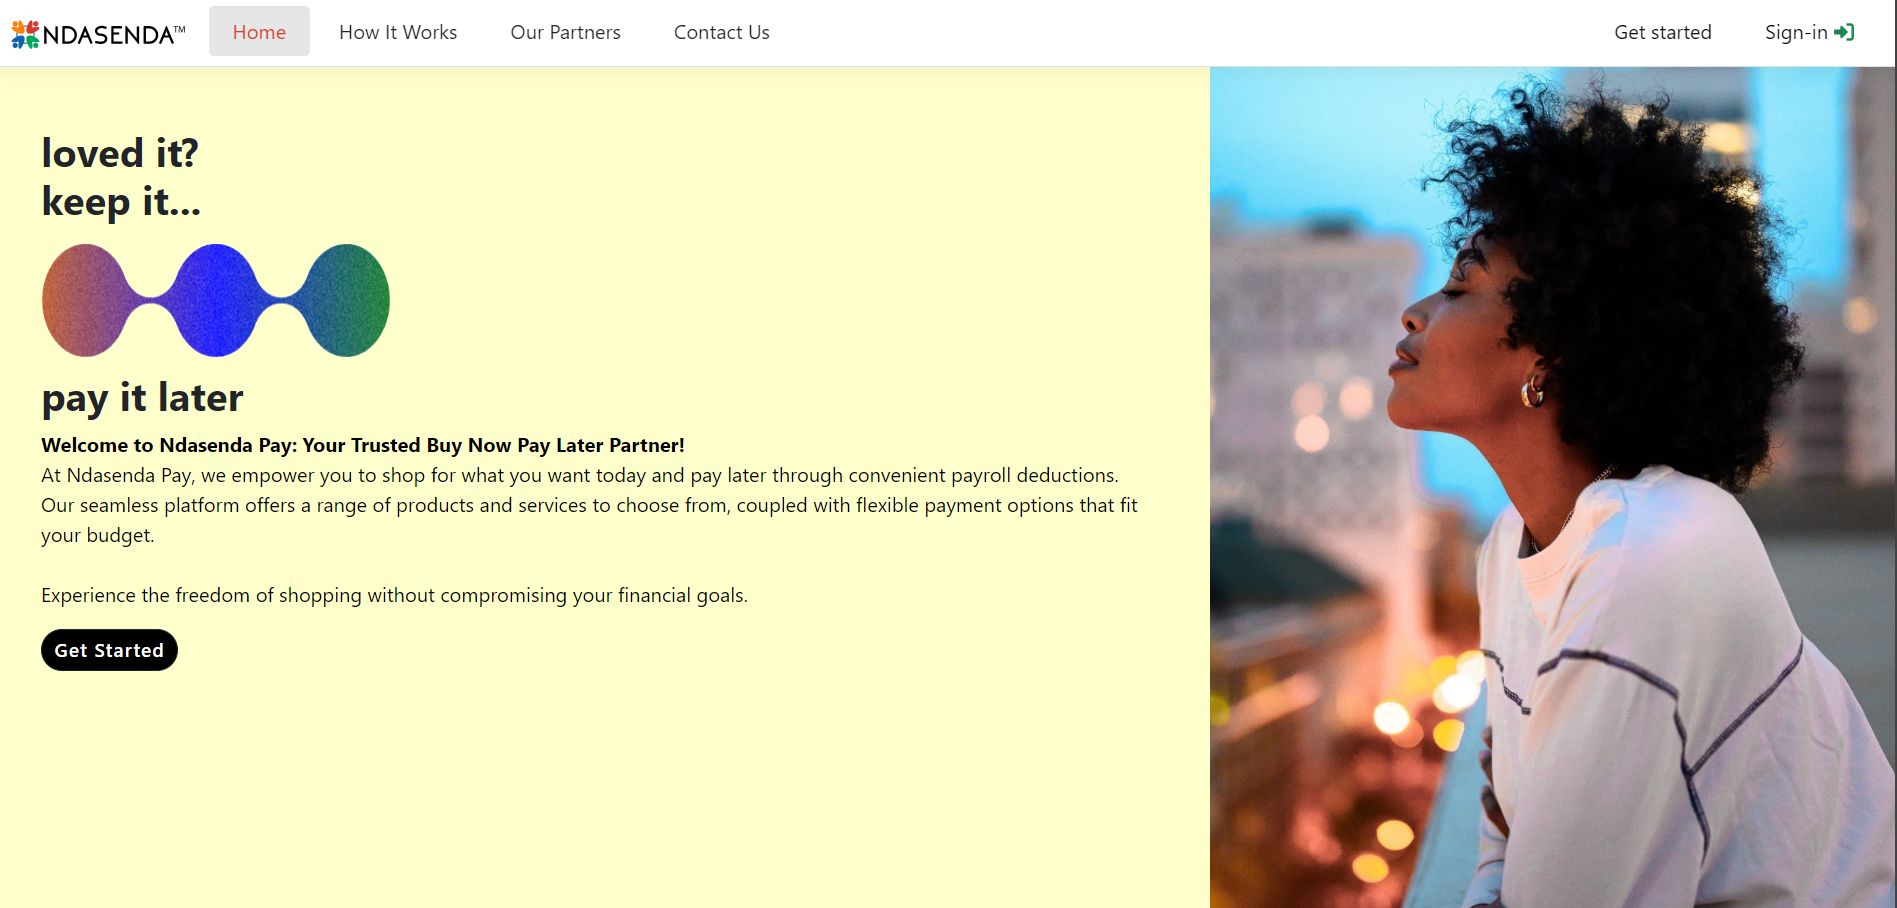 NDASENDA™ Home How It Works Our Partners Contact Us Get started Sign-in
loved it?
keep it...
pay it later
Welcome to Ndasenda Pay: Your Trusted Buy Now Pay Later Partner!
At Ndasenda Pay, we empower you to shop for what you want today and pay later through convenient payroll deductions.
Our seamless platform offers a range of products and services to choose from, coupled with flexible payment options that fit
your budget.
Experience the freedom of shopping without compromising your financial goals.
Get Started